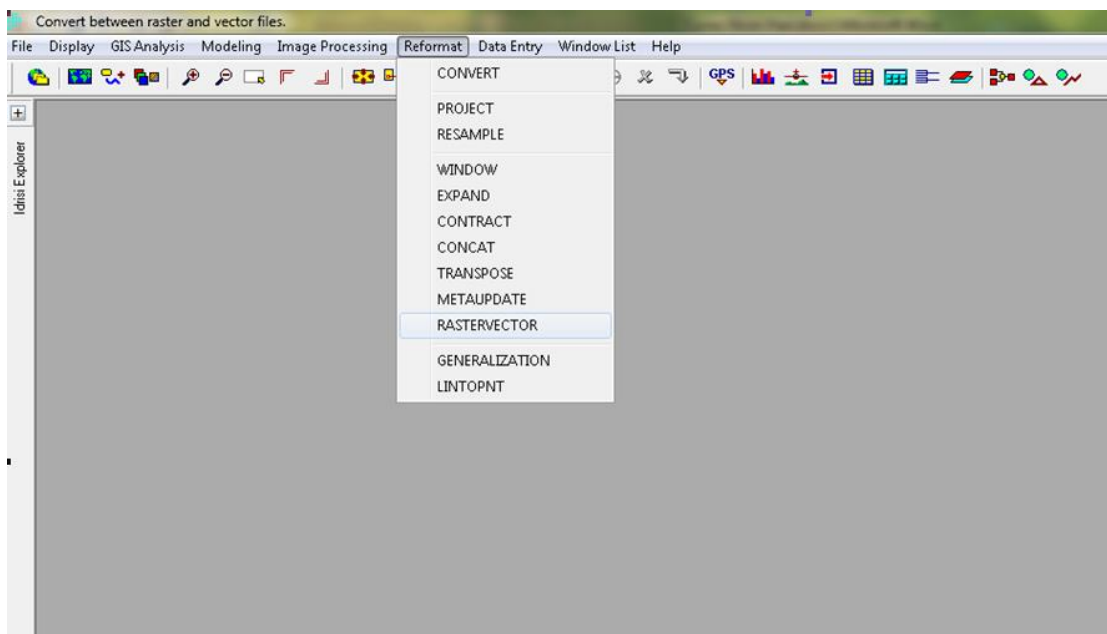 Convert between raster and vector files.
File Display GIS Analysis Modeling Image Processing Reformat Data Entry Window List Help
GPS
CONVERT
PROJECT
RESAMPLE
WINDOW
EXPAND
CONTRACT
CONCAT
TRANSPOSE
METAUPDATE
RASTERVECTOR
GENERALIZATION
LINTOPNT
Idrisi Explorer